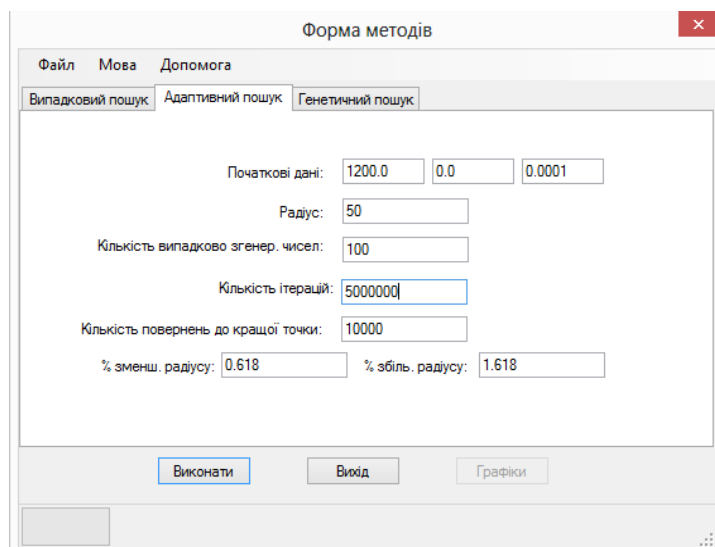 Форма методів
Файл Мова Допомога
Випадковий пошук Адаптивний пошук Генетичний пошук
Початкові дані: 1200.0 0.0 0.0001
Радіус: 50
Кількість випадково згенер. чисел: 100
Кількість ітерацій: 5000000
Кількість повернень до кращої точки: 10000
% зменш. радіусу: 0.618 % збіль. радіусу: 1.618
Виконати Вихід Графіки